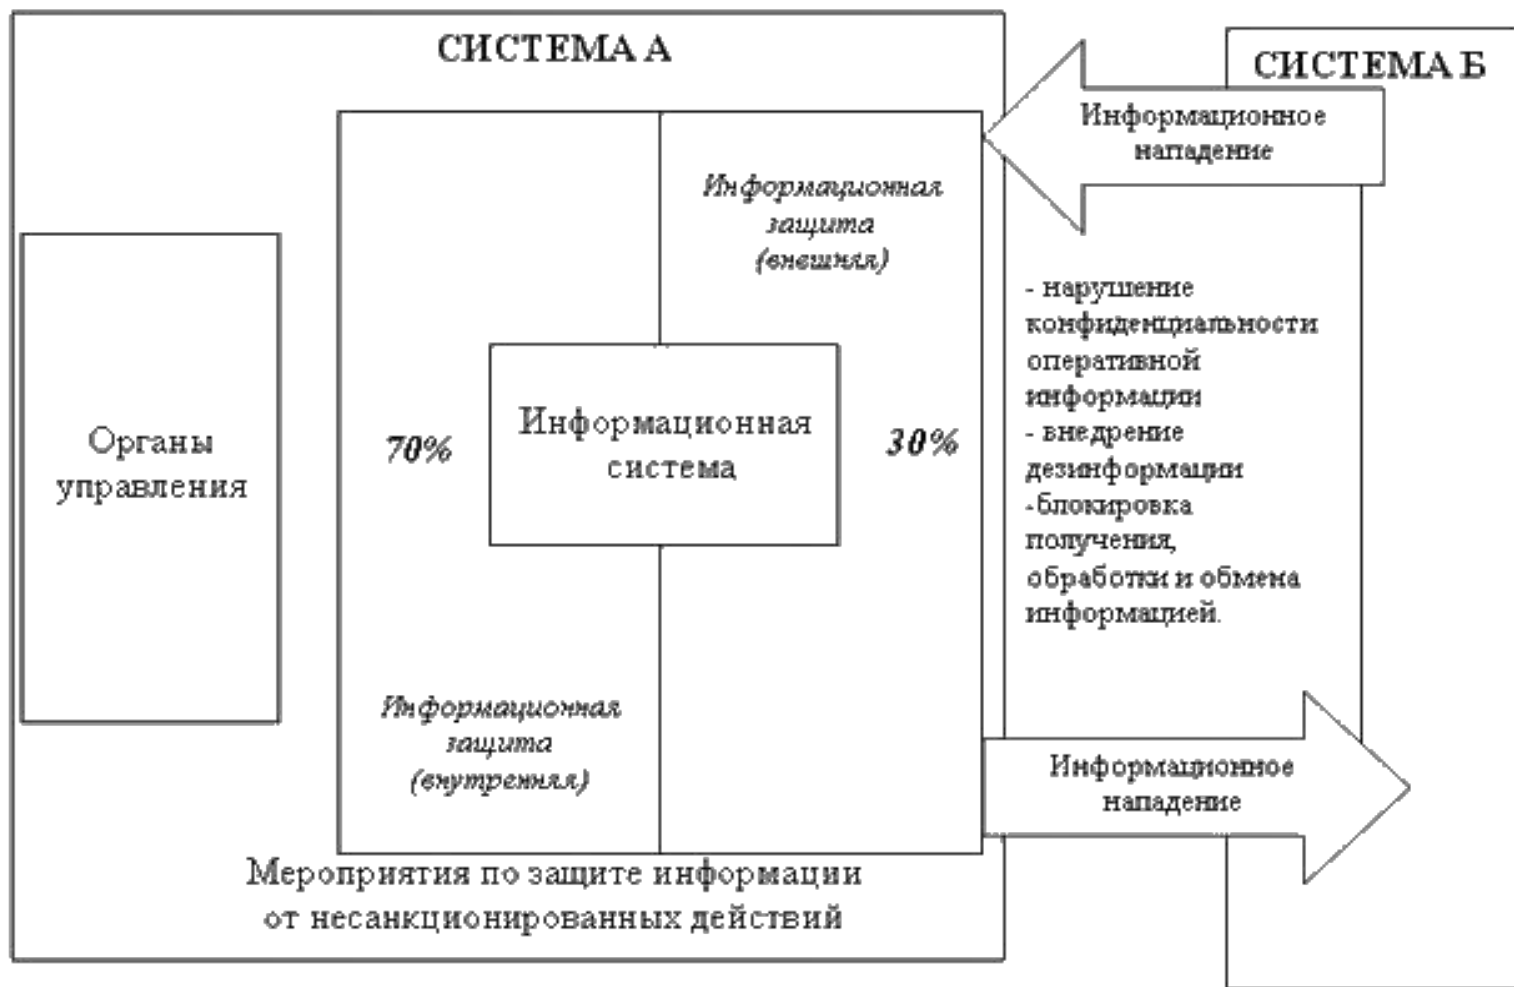 СИСТЕМА А
СИСТЕМА Б
Информационное
нападение
Информационная
защита
(внешняя)
- нарушение
конфиденциальности
оперативной
информации
- внедрение
дезинформации
-блокировка
получения,
обработки и обмена
информацией.
Органы
управления
70%
Информационная
система
30%
Информационная
защита
(внутренняя)
Информационное
нападение
Мероприятия по защите информации
от несанкционированных действий